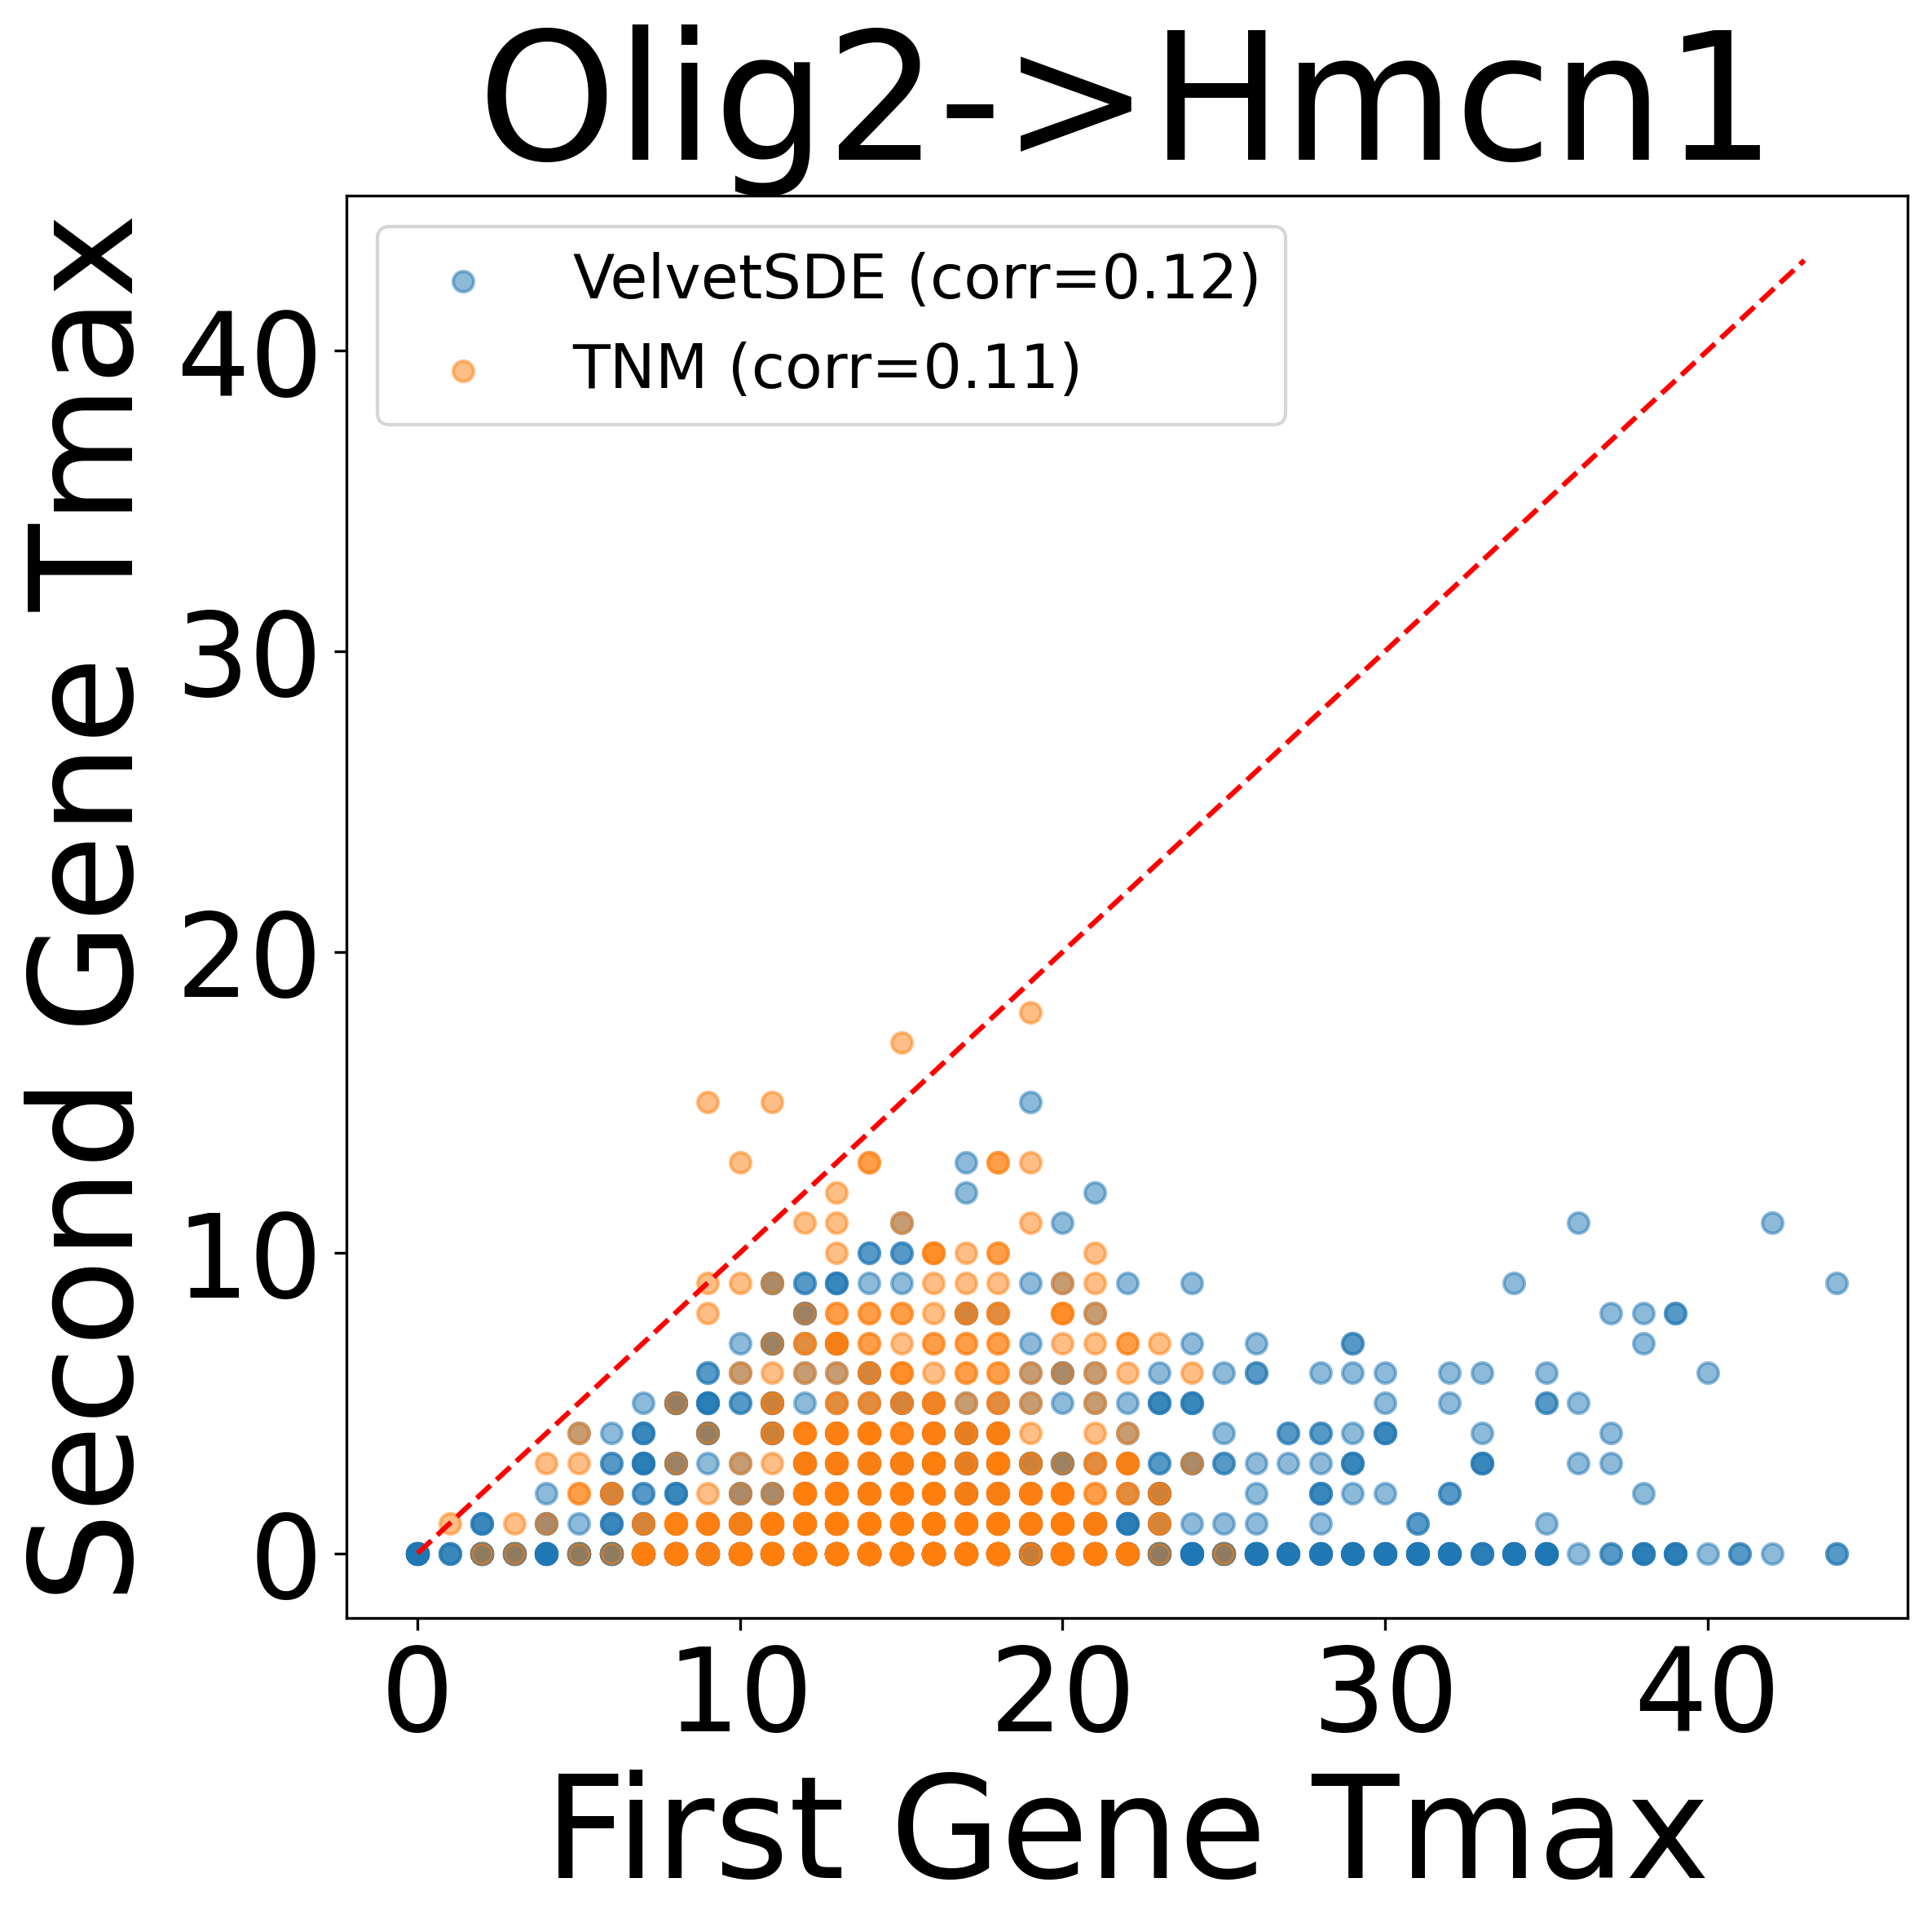 Olig2->Hmcn1
VelvetSDE (corr=0.12)
TNM (corr=0.11)
Second Gene Tmax
40
30
20
10
0
0 10 20 30 40
First Gene Tmax